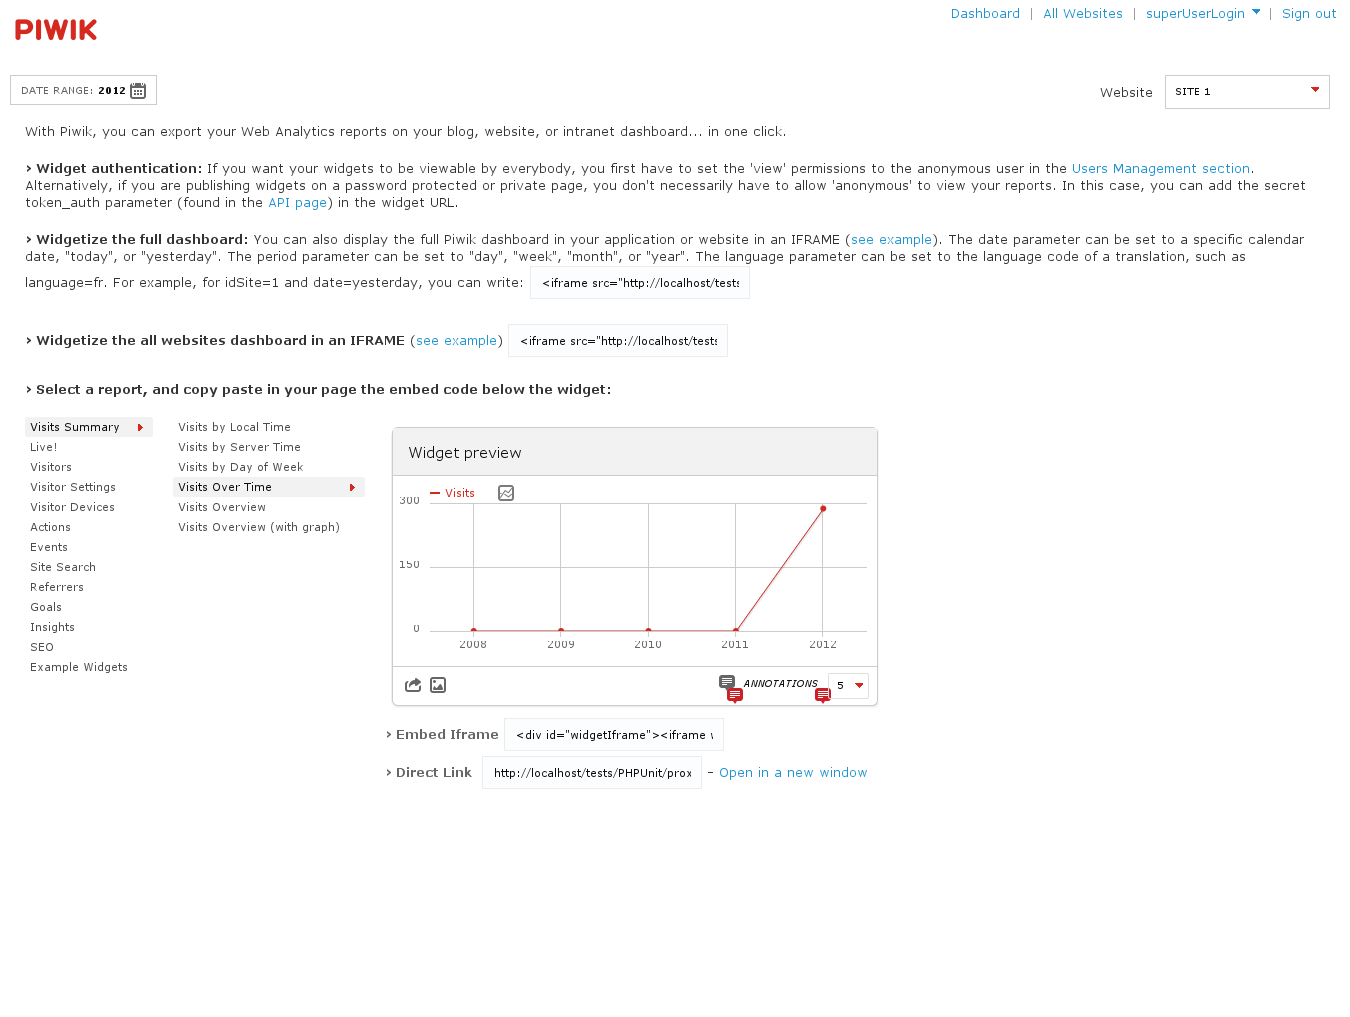 PIWIK
Dashboard | All Websites | superUserLogin | Sign out
DATE RANGE: 2012
Website SITE 1
With Piwik, you can export your Web Analytics reports on your blog, website, or intranet dashboard... in one click.
› Widget authentication: If you want your widgets to be viewable by everybody, you first have to set the 'view' permissions to the anonymous user in the Users Management section.
Alternatively, if you are publishing widgets on a password protected or private page, you don't necessarily have to allow 'anonymous' to view your reports. In this case, you can add the secret
token_auth parameter (found in the API page) in the widget URL.
› Widgetize the full dashboard: You can also display the full Piwik dashboard in your application or website in an IFRAME (see example). The date parameter can be set to a specific calendar
date, "today", or "yesterday". The period parameter can be set to "day", "week", "month", or "year". The language parameter can be set to the language code of a translation, such as
language=fr. For example, for idSite=1 and date=yesterday, you can write: <iframe src="http://localhost/tests
› Widgetize the all websites dashboard in an IFRAME (see example) <iframe src="http://localhost/tests
› Select a report, and copy paste in your page the embed code below the widget:
Visits Summary
Live!
Visitors
Visitor Settings
Visitor Devices
Actions
Events
Site Search
Referrers
Goals
Insights
SEO
Example Widgets
Visits by Local Time
Visits by Server Time
Visits by Day of Week
Visits Over Time
Visits Overview
Visits Overview (with graph)
Widget preview
Visits
300
150
0
2008 2009 2010 2011 2012
ANNOTATIONS 5
› Embed Iframe <div id="widgetIframe"><iframe
› Direct Link http://localhost/tests/PHPUnit/prox - Open in a new window